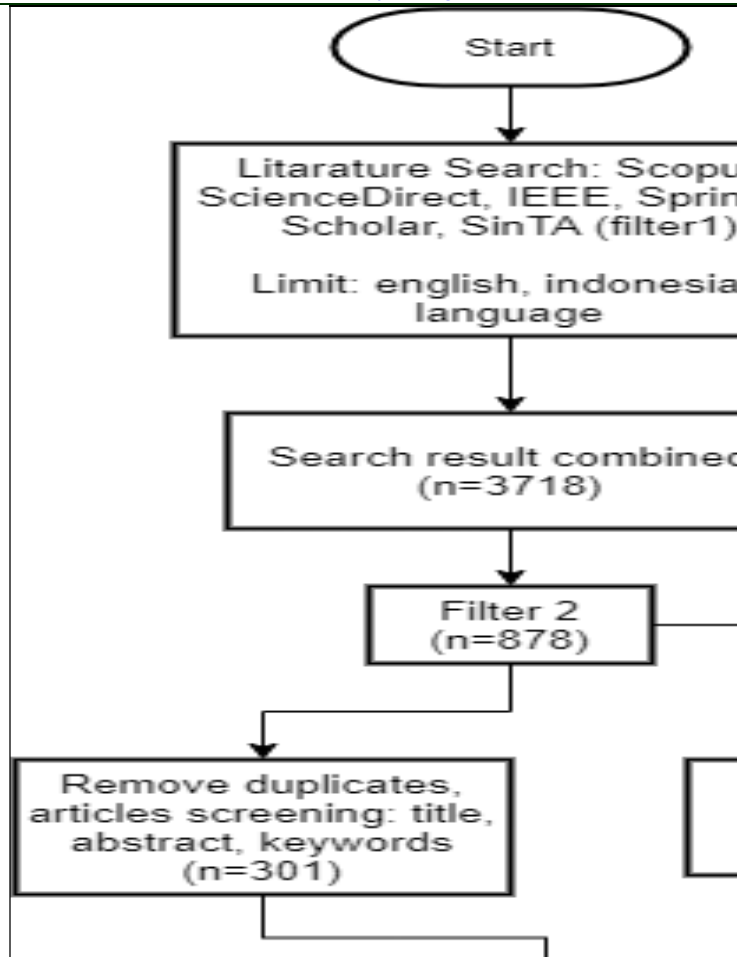 Start
Litarature Search: Scopu
ScienceDirect, IEEE, Sprin
Scholar, SinTA (filter1)
Limit: english, indonesia
language
Search result combined
(n=3718)
Filter 2
(n=878)
Remove duplicates,
articles screening: title,
abstract, keywords
(n=301)